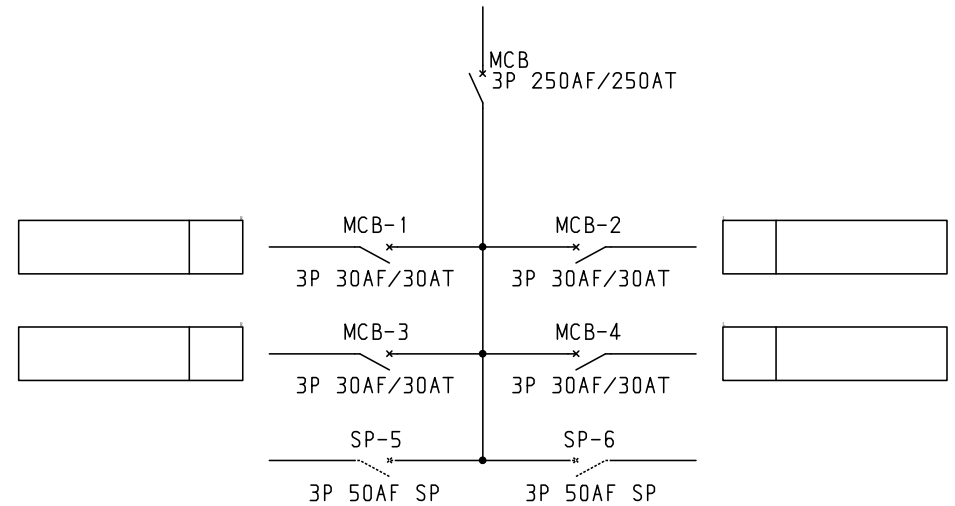 MCB
3P 250AF/250AT
MCB-1
MCB-2
3P 30AF/30AT
3P 30AF/30AT
MCB-3
MCB-4
3P 30AF/30AT
3P 30AF/30AT
SP-5
SP-6
3P 50AF SP
3P 50AF SP